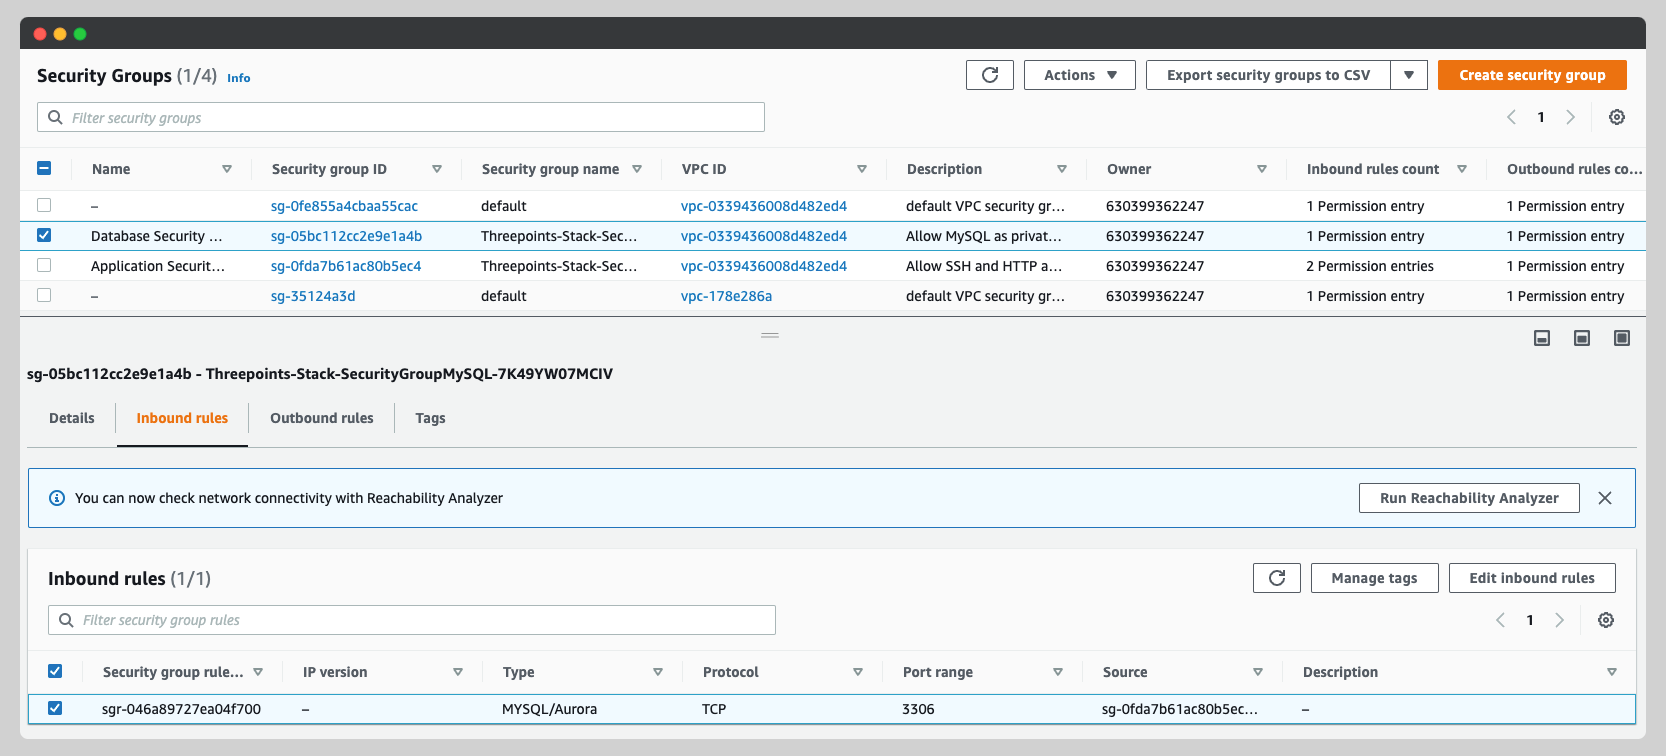 Security Groups (1/4) Info
Actions
Export security groups to CSV
Create security group
Filter security groups
1
Name Security group ID Security group name VPC ID Description Owner Inbound rules count Outbound rules co...
– sg-0fe855a4cbaa55cac default vpc-0339436008d482ed4 default VPC security gr... 630399362247 1 Permission entry 1 Permission entry
Database Security ... sg-05bc112cc2e9e1a4b Threepoints-Stack-Sec... vpc-0339436008d482ed4 Allow MySQL as privat... 630399362247 1 Permission entry 1 Permission entry
Application Securit... sg-0fda7b61ac80b5ec4 Threepoints-Stack-Sec... vpc-0339436008d482ed4 Allow SSH and HTTP a... 630399362247 2 Permission entries 1 Permission entry
– sg-35124a3d default vpc-178e286a default VPC security gr... 630399362247 1 Permission entry 1 Permission entry
sg-05bc112cc2e9e1a4b - Threepoints-Stack-SecurityGroupMySQL-7K49YW07MCIV
Details Inbound rules Outbound rules Tags
You can now check network connectivity with Reachability Analyzer
Run Reachability Analyzer
Inbound rules (1/1)
Manage tags
Edit inbound rules
Filter security group rules
1
Security group rule... IP version Type Protocol Port range Source Description
sgr-046a89727ea04f700 – MYSQL/Aurora TCP 3306 sg-0fda7b61ac80b5ec... –